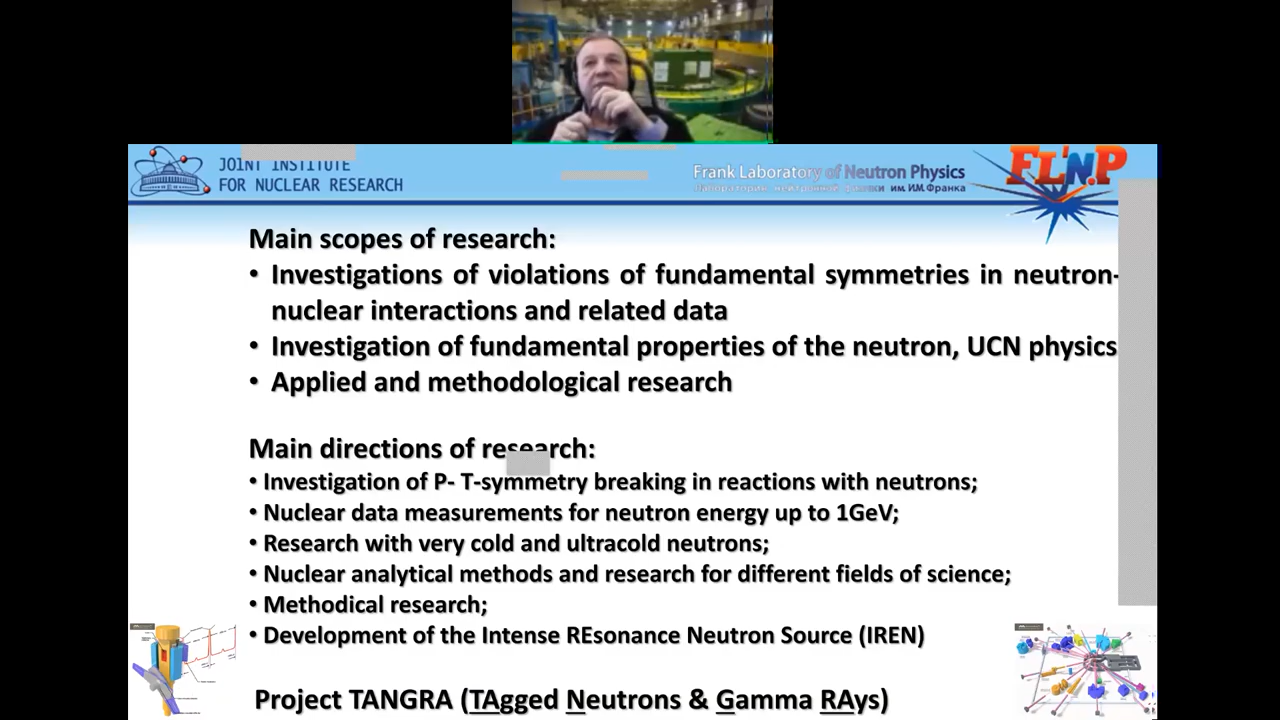 JOINT INSTITUTE
FOR NUCLEAR RESEARCH
Frank Laboratory of Neutron Physics
Лаборатория нейтронной физики им. И.М. Франка
FLNP
Main scopes of research:
• Investigations of violations of fundamental symmetries in neutron-
nuclear interactions and related data
• Investigation of fundamental properties of the neutron, UCN physics
• Applied and methodological research
Main directions of research:
• Investigation of P- T-symmetry breaking in reactions with neutrons;
• Nuclear data measurements for neutron energy up to 1GeV;
• Research with very cold and ultracold neutrons;
• Nuclear analytical methods and research for different fields of science;
• Methodical research;
• Development of the Intense REsonance Neutron Source (IREN)
Project TANGRA (TAgged Neutrons & Gamma RAys)